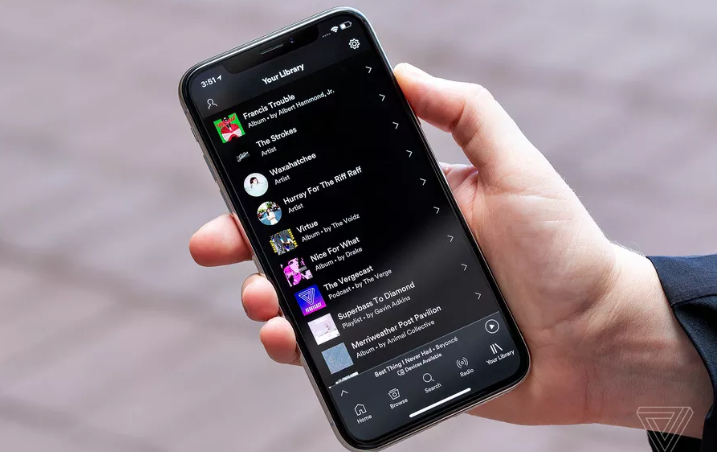 3:51
Your Library
Francis Trouble
Album • by Albert Hammond, Jr.
The Strokes
Artist
Waxahatchee
Artist
Hurray For The Riff Raff
Artist
Virtue
Album • by The Voidz
Nice For What
Album • by Drake
The Vergecast
Podcast • by The Verge
Superbass To Diamond
Playlist • by Gavin Adkins
Merriweather Post Pavilion
Album • by Animal Collective
Best Thing I Never Had • Beyoncé
Devices Available
Home
Browse
Search
Radio
Your Library